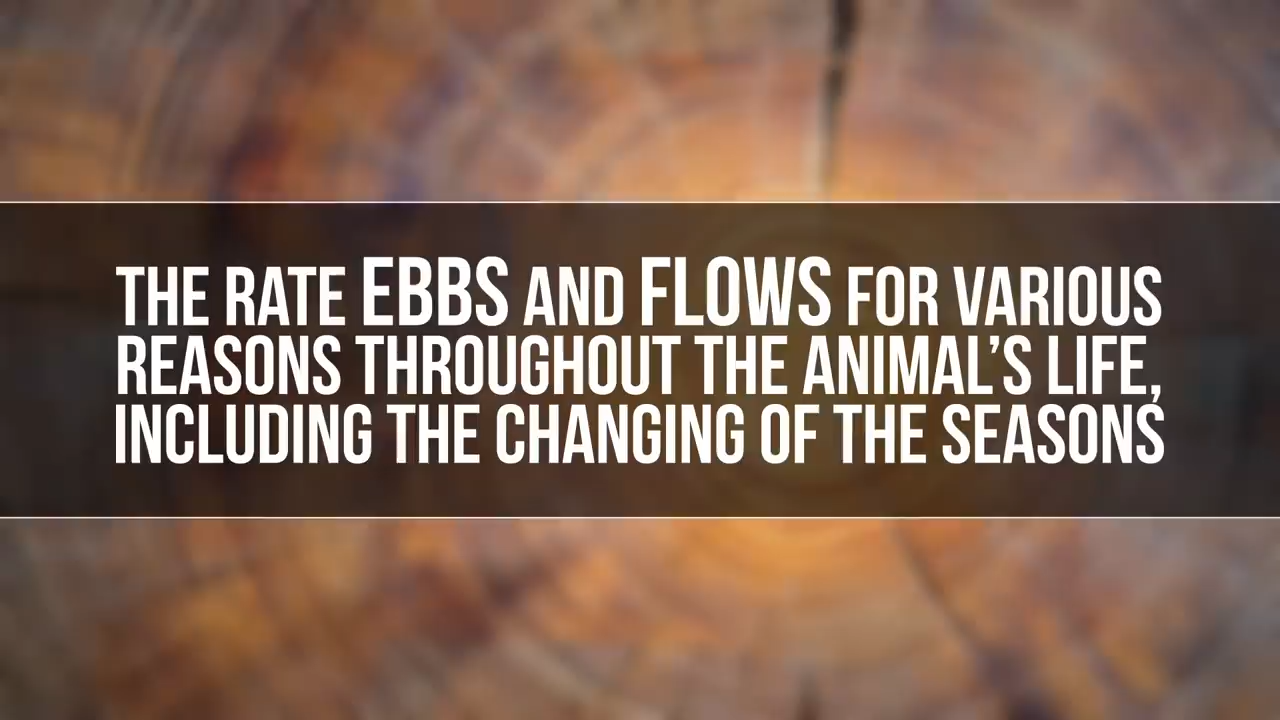 THE RATE EBBS AND FLOWS FOR VARIOUS
REASONS THROUGHOUT THE ANIMAL’S LIFE,
INCLUDING THE CHANGING OF THE SEASONS